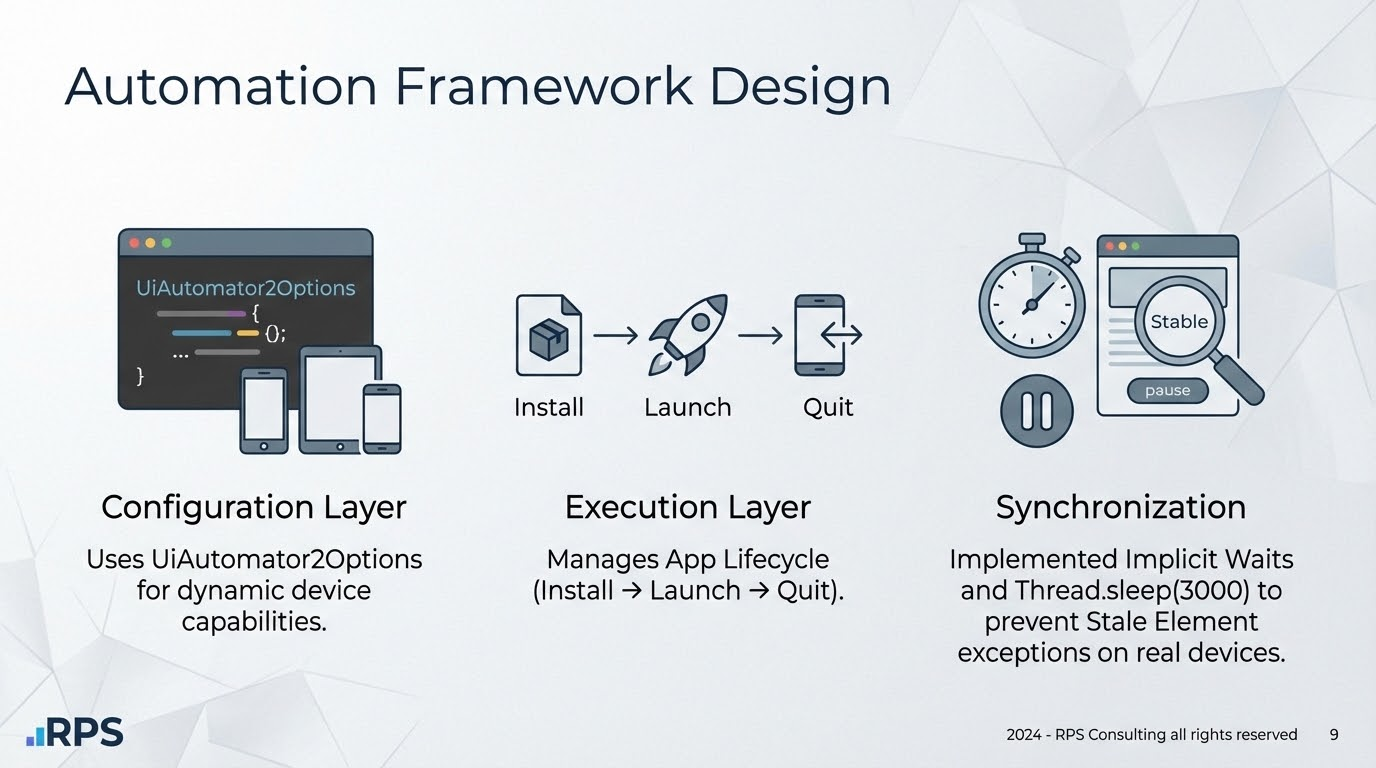 Automation Framework Design
UiAutomator2Options
{
{};
...
}
Install
Launch
Quit
Stable
pause
Configuration Layer
Uses UiAutomator2Options
for dynamic device
capabilities.
Execution Layer
Manages App Lifecycle
(Install → Launch → Quit).
Synchronization
Implemented Implicit Waits
and Thread.sleep(3000) to
prevent Stale Element
exceptions on real devices.
RPS
2024 - RPS Consulting all rights reserved 9